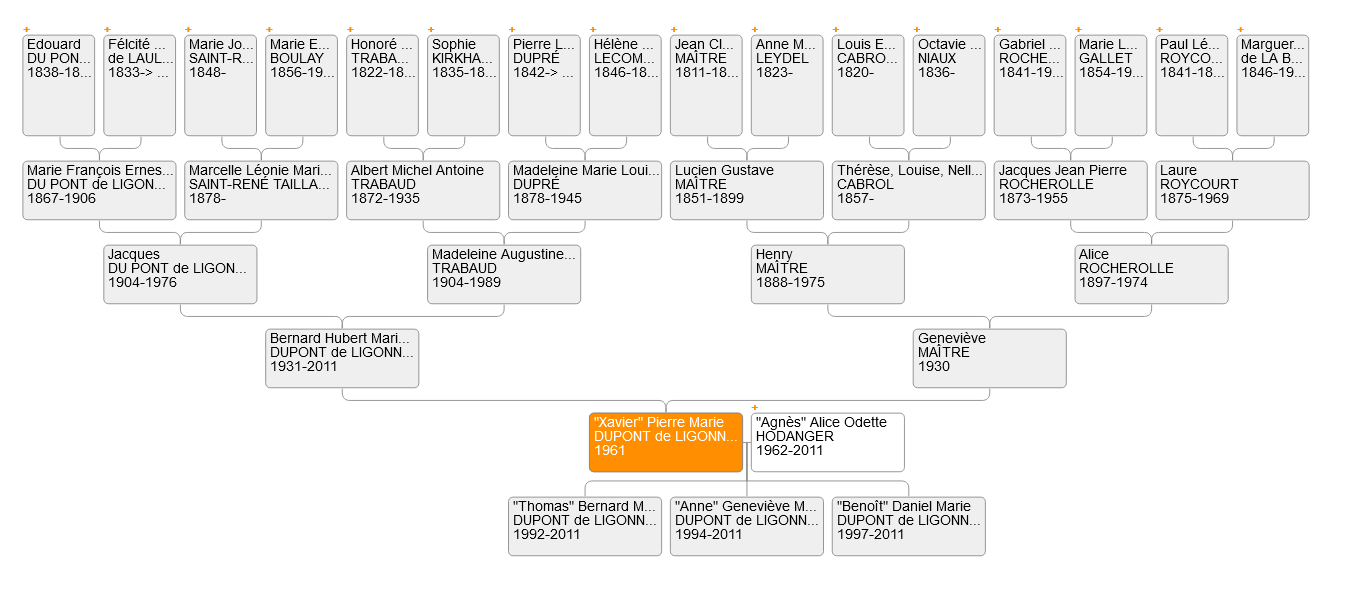 Edouard
DU PON...
1838-18...
Félcité ...
de LAUL...
1833-> ...
Marie Jo...
SAINT-R...
1848-
Marie E...
BOULAY
1856-19...
Honoré ...
TRABA...
1822-18...
Sophie
KIRKHA...
1835-18...
Pierre L...
DUPRÉ
1842-> ...
Hélène ...
LECOM...
1846-18...
Jean Cl...
MAÎTRE
1811-18...
Anne M...
LEYDEL
1823-
Louis E...
CABRO...
1820-
Octavie ...
NIAUX
1836-
Gabriel ...
ROCHE...
1841-19...
Marie L...
GALLET
1854-19...
Paul Lé...
ROYCO...
1841-18...
Marguer...
de LA B...
1846-19...
Marie François Ernes...
DU PONT de LIGON...
1867-1906
Marcelle Léonie Mari...
SAINT-RENÉ TAILLA...
1878-
Albert Michel Antoine
TRABAUD
1872-1935
Madeleine Marie Loui...
DUPRÉ
1878-1945
Lucien Gustave
MAÎTRE
1851-1899
Thérèse, Louise, Nell...
CABROL
1857-
Jacques Jean Pierre
ROCHEROLLE
1873-1955
Laure
ROYCOURT
1875-1969
Jacques
DU PONT de LIGON...
1904-1976
Madeleine Augustine...
TRABAUD
1904-1989
Henry
MAÎTRE
1888-1975
Alice
ROCHEROLLE
1897-1974
Bernard Hubert Mari...
DUPONT de LIGONN...
1931-2011
Geneviève
MAÎTRE
1930
"Xavier" Pierre Marie
DUPONT de LIGONN...
1961
"Agnès" Alice Odette
HODANGER
1962-2011
"Thomas" Bernard M...
DUPONT de LIGONN...
1992-2011
"Anne" Geneviève M...
DUPONT de LIGONN...
1994-2011
"Benoît" Daniel Marie
DUPONT de LIGONN...
1997-2011